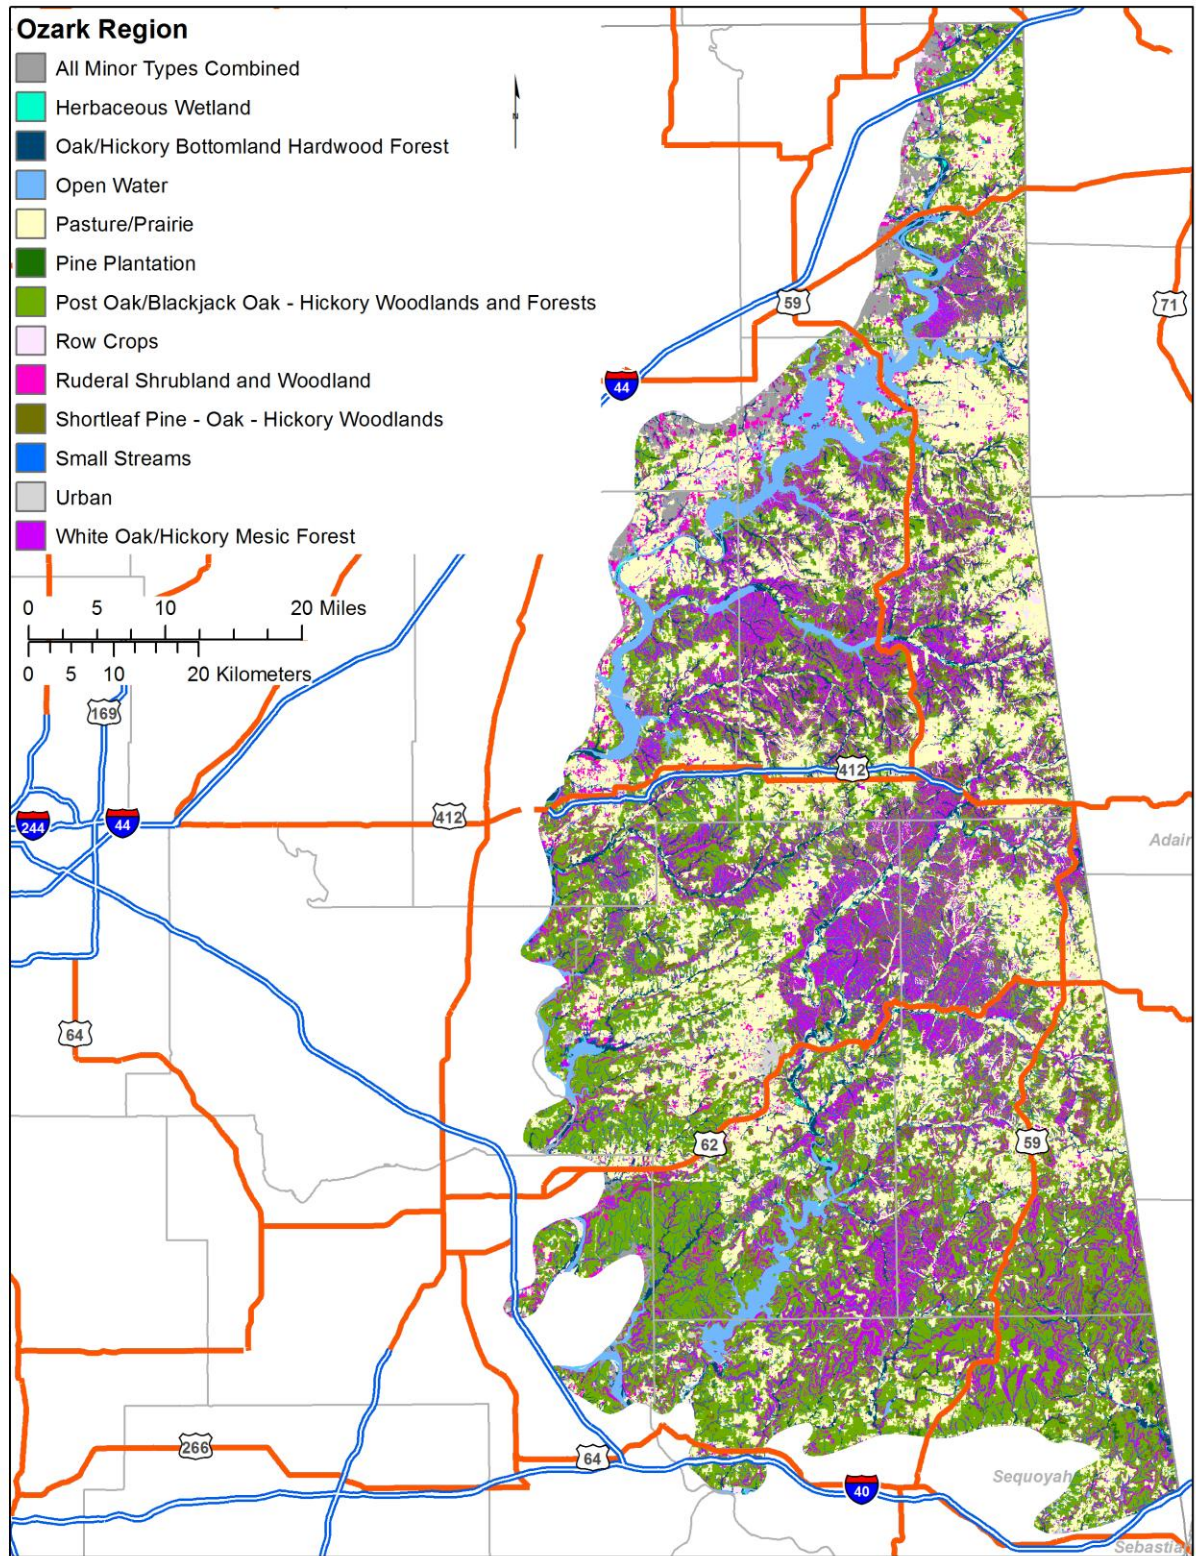 Ozark Region
All Minor Types Combined
Herbaceous Wetland
Oak/Hickory Bottomland Hardwood Forest
Open Water
Pasture/Prairie
Pine Plantation
Post Oak/Blackjack Oak - Hickory Woodlands and Forests
Row Crops
Ruderal Shrubland and Woodland
Shortleaf Pine - Oak - Hickory Woodlands
Small Streams
Urban
White Oak/Hickory Mesic Forest
N
59
71
44
0 5 10 20 Miles
0 5 10 20 Kilometers
169
412
412
244
44
Adair
64
62
59
266
64
Sequoyah
40
Sebastian